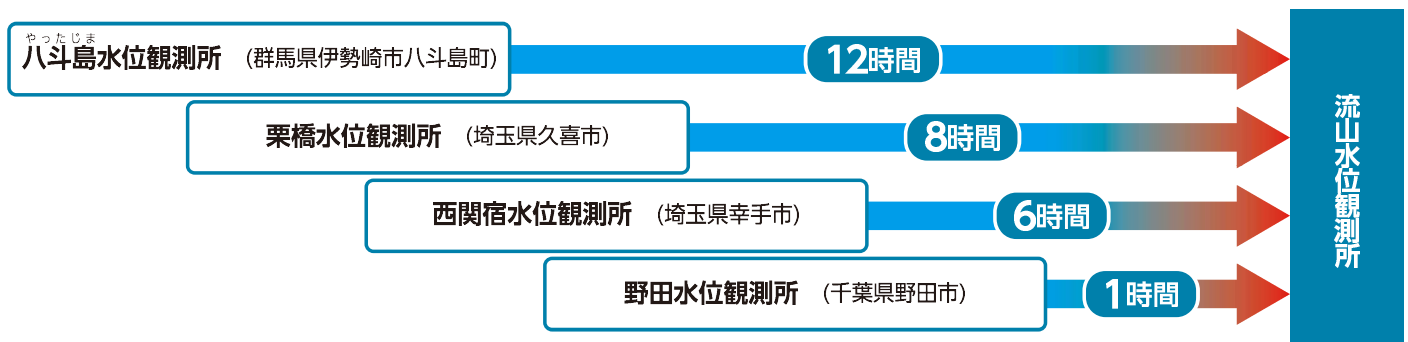 やったじま
八斗島水位観測所 (群馬県伊勢崎市八斗島町)
12時間
栗橋水位観測所 (埼玉県久喜市)
8時間
西関宿水位観測所 (埼玉県幸手市)
6時間
野田水位観測所 (千葉県野田市)
1時間
流山水位観測所